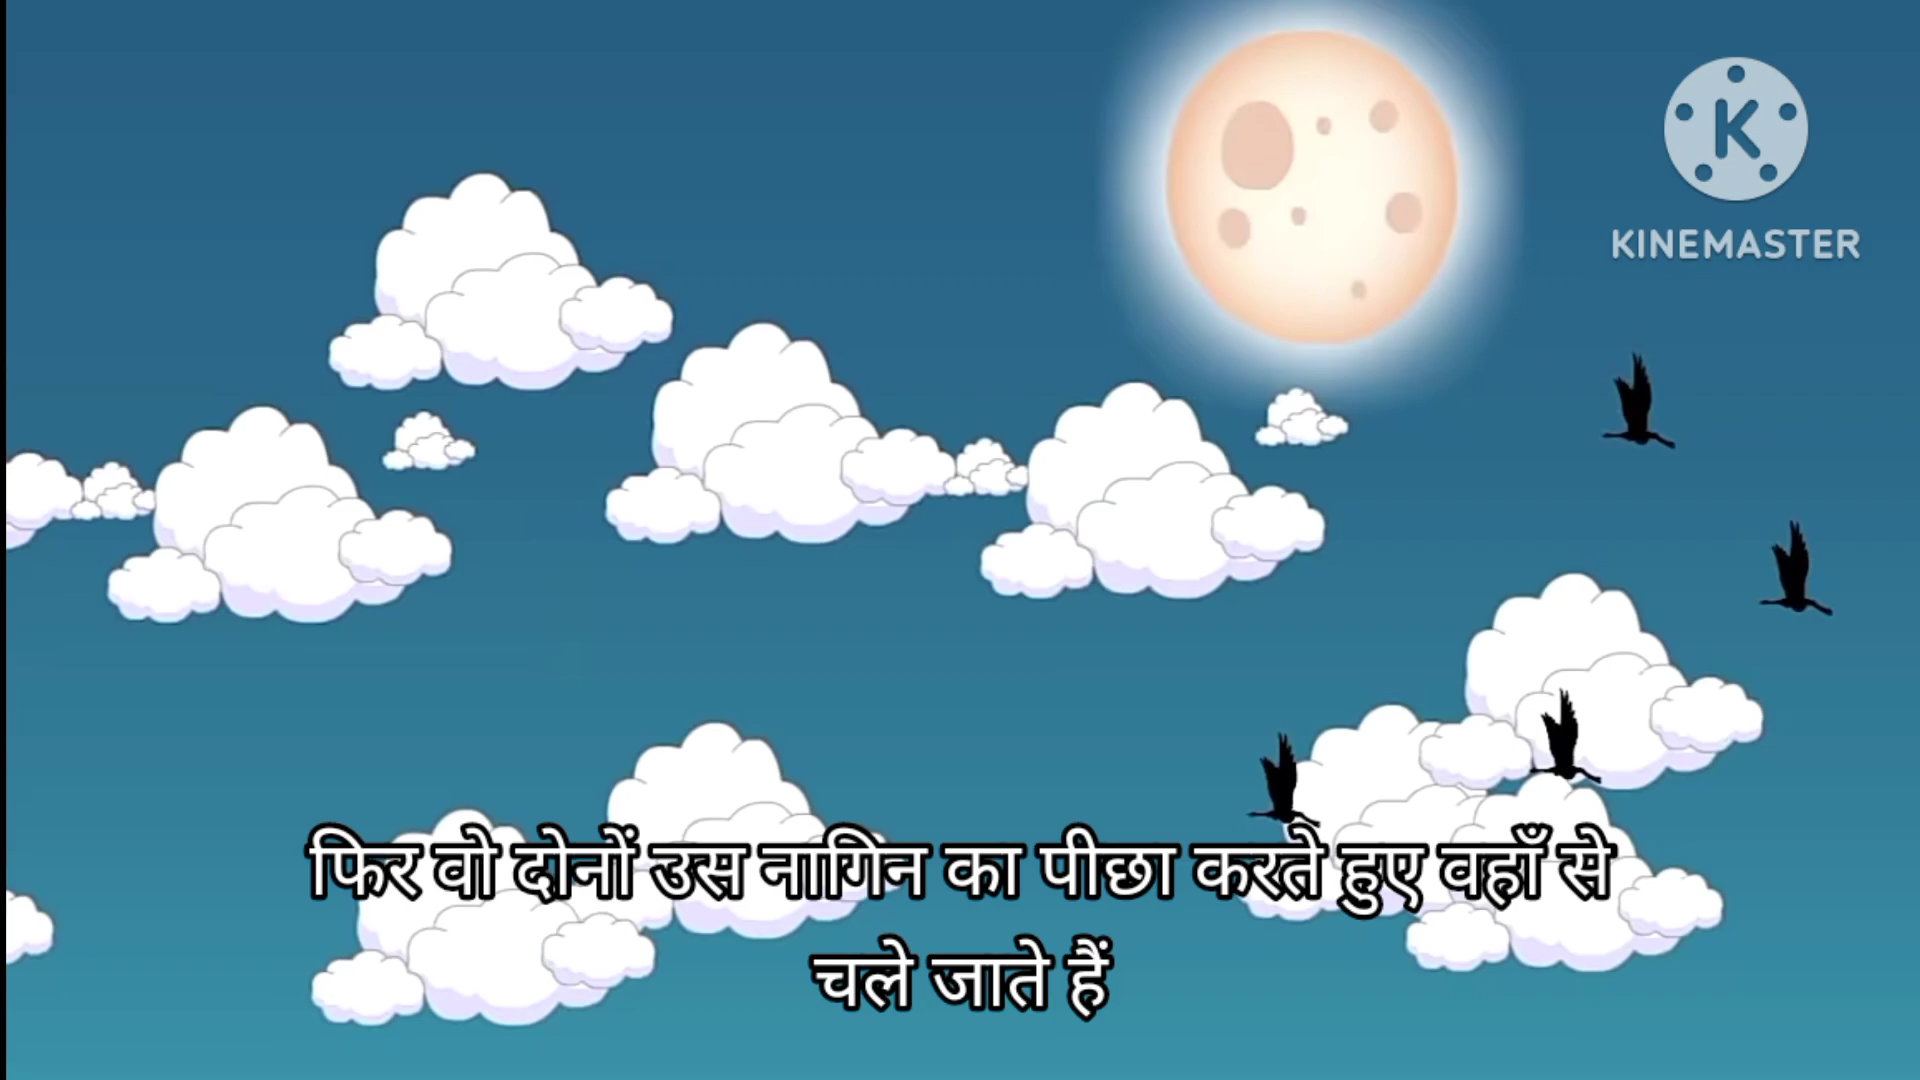 KINEMASTER
फिर वो दोनों उस नागिन का पीछा करते हुए वहाँ से
चले जाते हैं